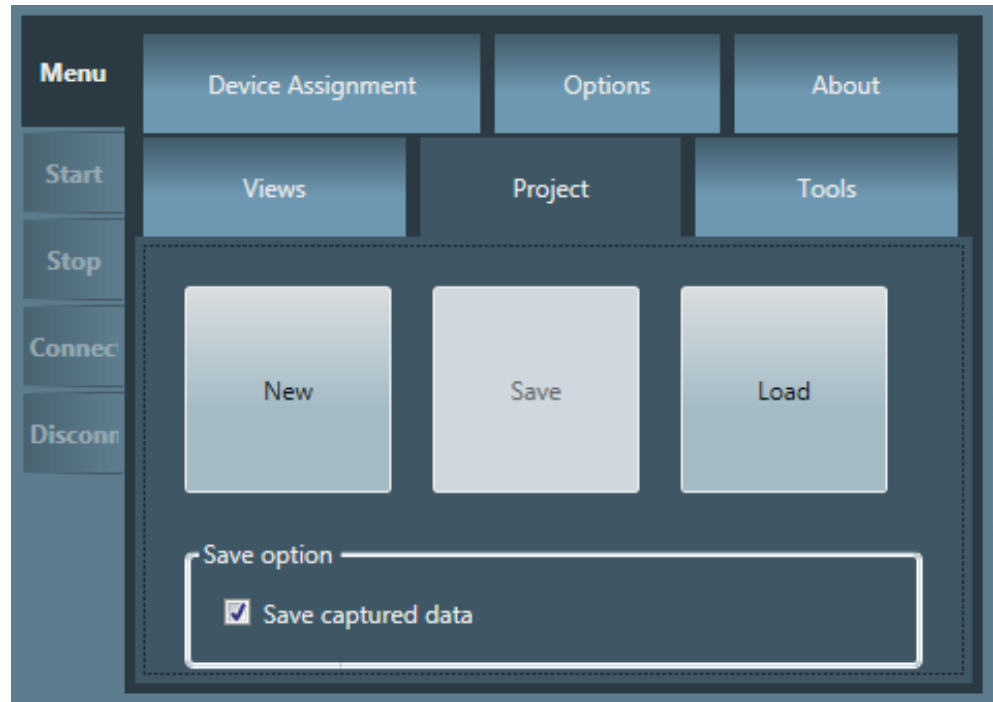 Menu
Device Assignment
Options
About
Start
Views
Project
Tools
Stop
Connec
Disconn
New
Save
Load
Save option
Save captured data